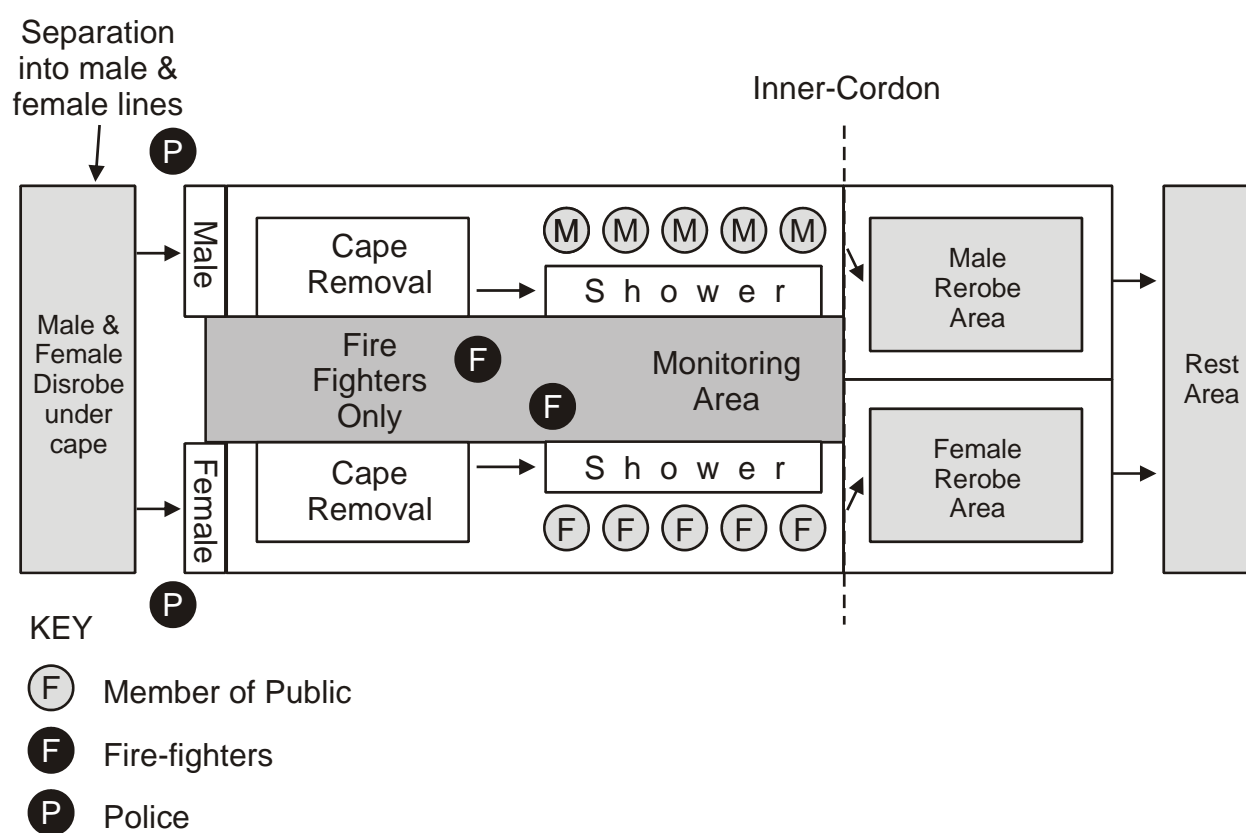 Separation
into male &
female lines
Inner-Cordon
P
Male
Cape
Removal
M M M M M
S h o w e r
Male
Rerobe
Area
Male &
Female
Disrobe
under
cape
Fire
Fighters
Only
F
F
Monitoring
Area
Rest
Area
Female
Cape
Removal
S h o w e r
F F F F F
Female
Rerobe
Area
P
KEY
F Member of Public
F Fire-fighters
P Police